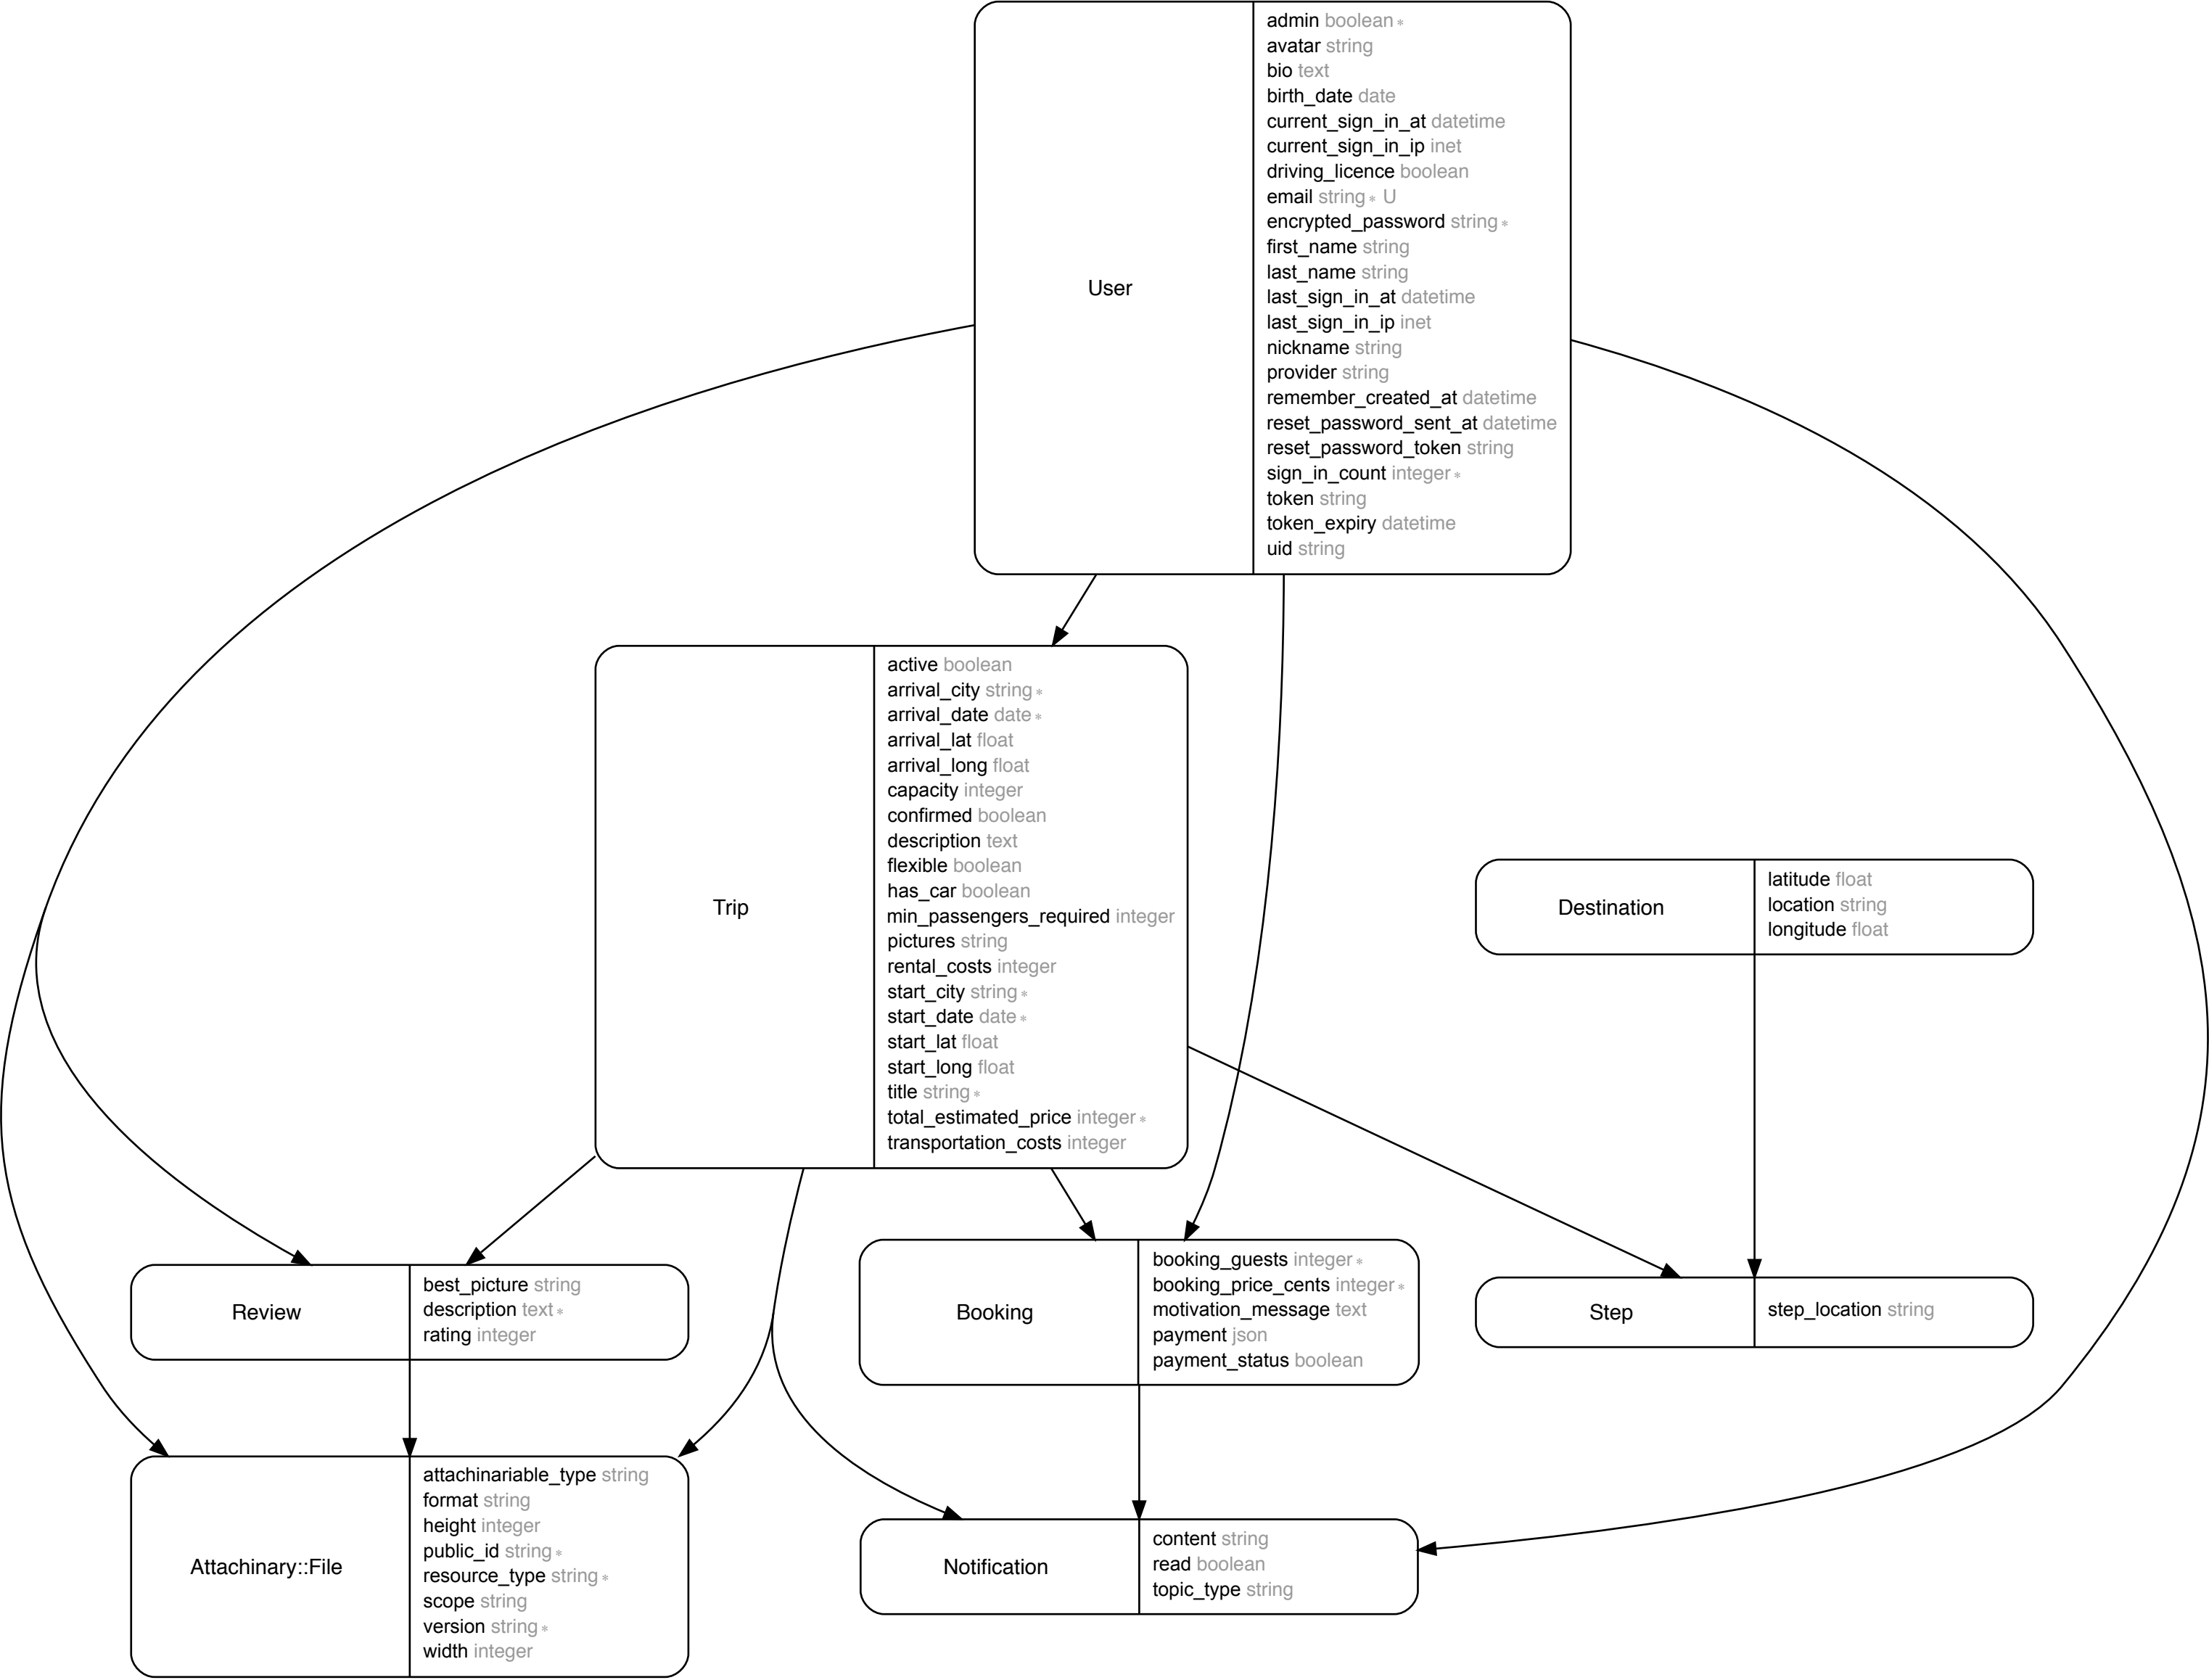 User
admin boolean *
avatar string
bio text
birth_date date
current_sign_in_at datetime
current_sign_in_ip inet
driving_licence boolean
email string * U
encrypted_password string *
first_name string
last_name string
last_sign_in_at datetime
last_sign_in_ip inet
nickname string
provider string
remember_created_at datetime
reset_password_sent_at datetime
reset_password_token string
sign_in_count integer *
token string
token_expiry datetime
uid string
Trip
active boolean
arrival_city string *
arrival_date date *
arrival_lat float
arrival_long float
capacity integer
confirmed boolean
description text
flexible boolean
has_car boolean
min_passengers_required integer
pictures string
rental_costs integer
start_city string *
start_date date *
start_lat float
start_long float
title string *
total_estimated_price integer *
transportation_costs integer
Destination
latitude float
location string
longitude float
Review
best_picture string
description text *
rating integer
Booking
booking_guests integer *
booking_price_cents integer *
motivation_message text
payment json
payment_status boolean
Step
step_location string
Attachinary::File
attachinariable_type string
format string
height integer
public_id string *
resource_type string *
scope string
version string *
width integer
Notification
content string
read boolean
topic_type string